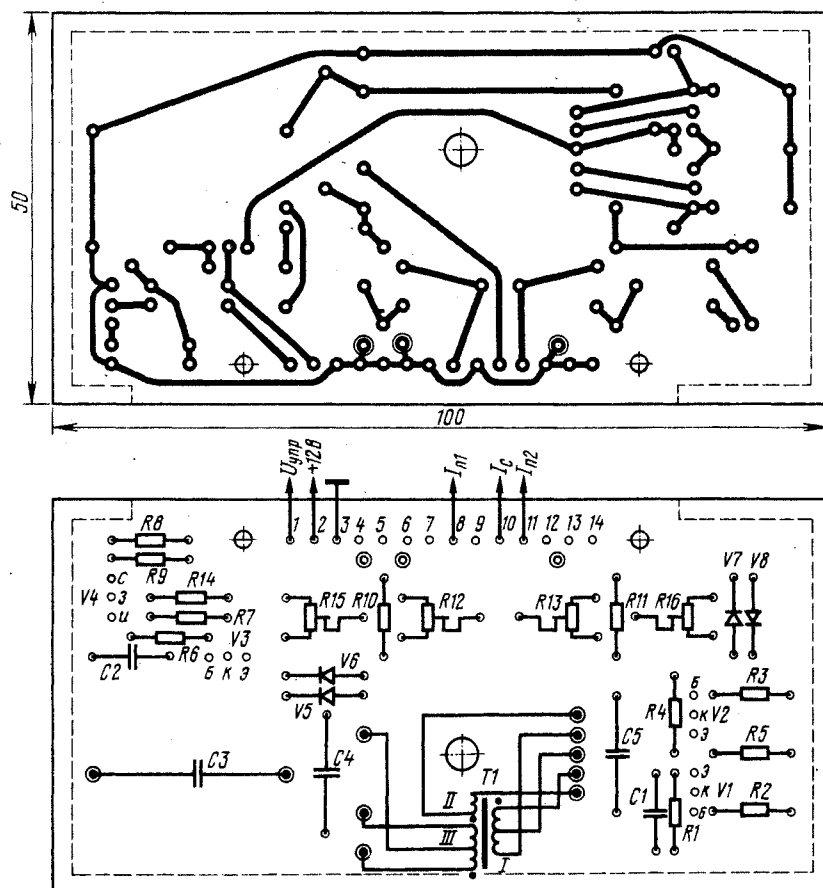 50
100
Uупр
+12В
Iп1
Iс
Iп2
1 2 3 4 5 6 7 8 9 10 11 12 13 14
R8
R9
V4
С
З
И
R14
R7
R6
V3
C2
Б К Э
R15
R10
R12
R13
R11
R16
V7 V8
V6
V5
C3
C4
T1
II
III
I
C5
R4
Б
К V2
Э
R3
R5
C1
R1
Э
К V1
Б
R2